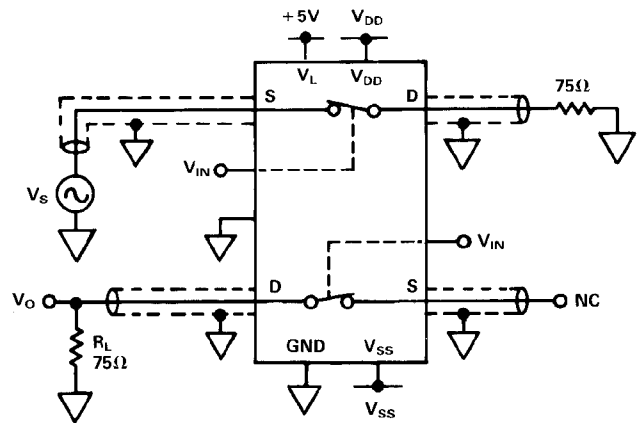 +5V V_DD
V_L V_DD
S D
75Ω
V_IN
V_S
V_IN
D S
V_O NC
R_L
75Ω
GND V_SS
V_SS